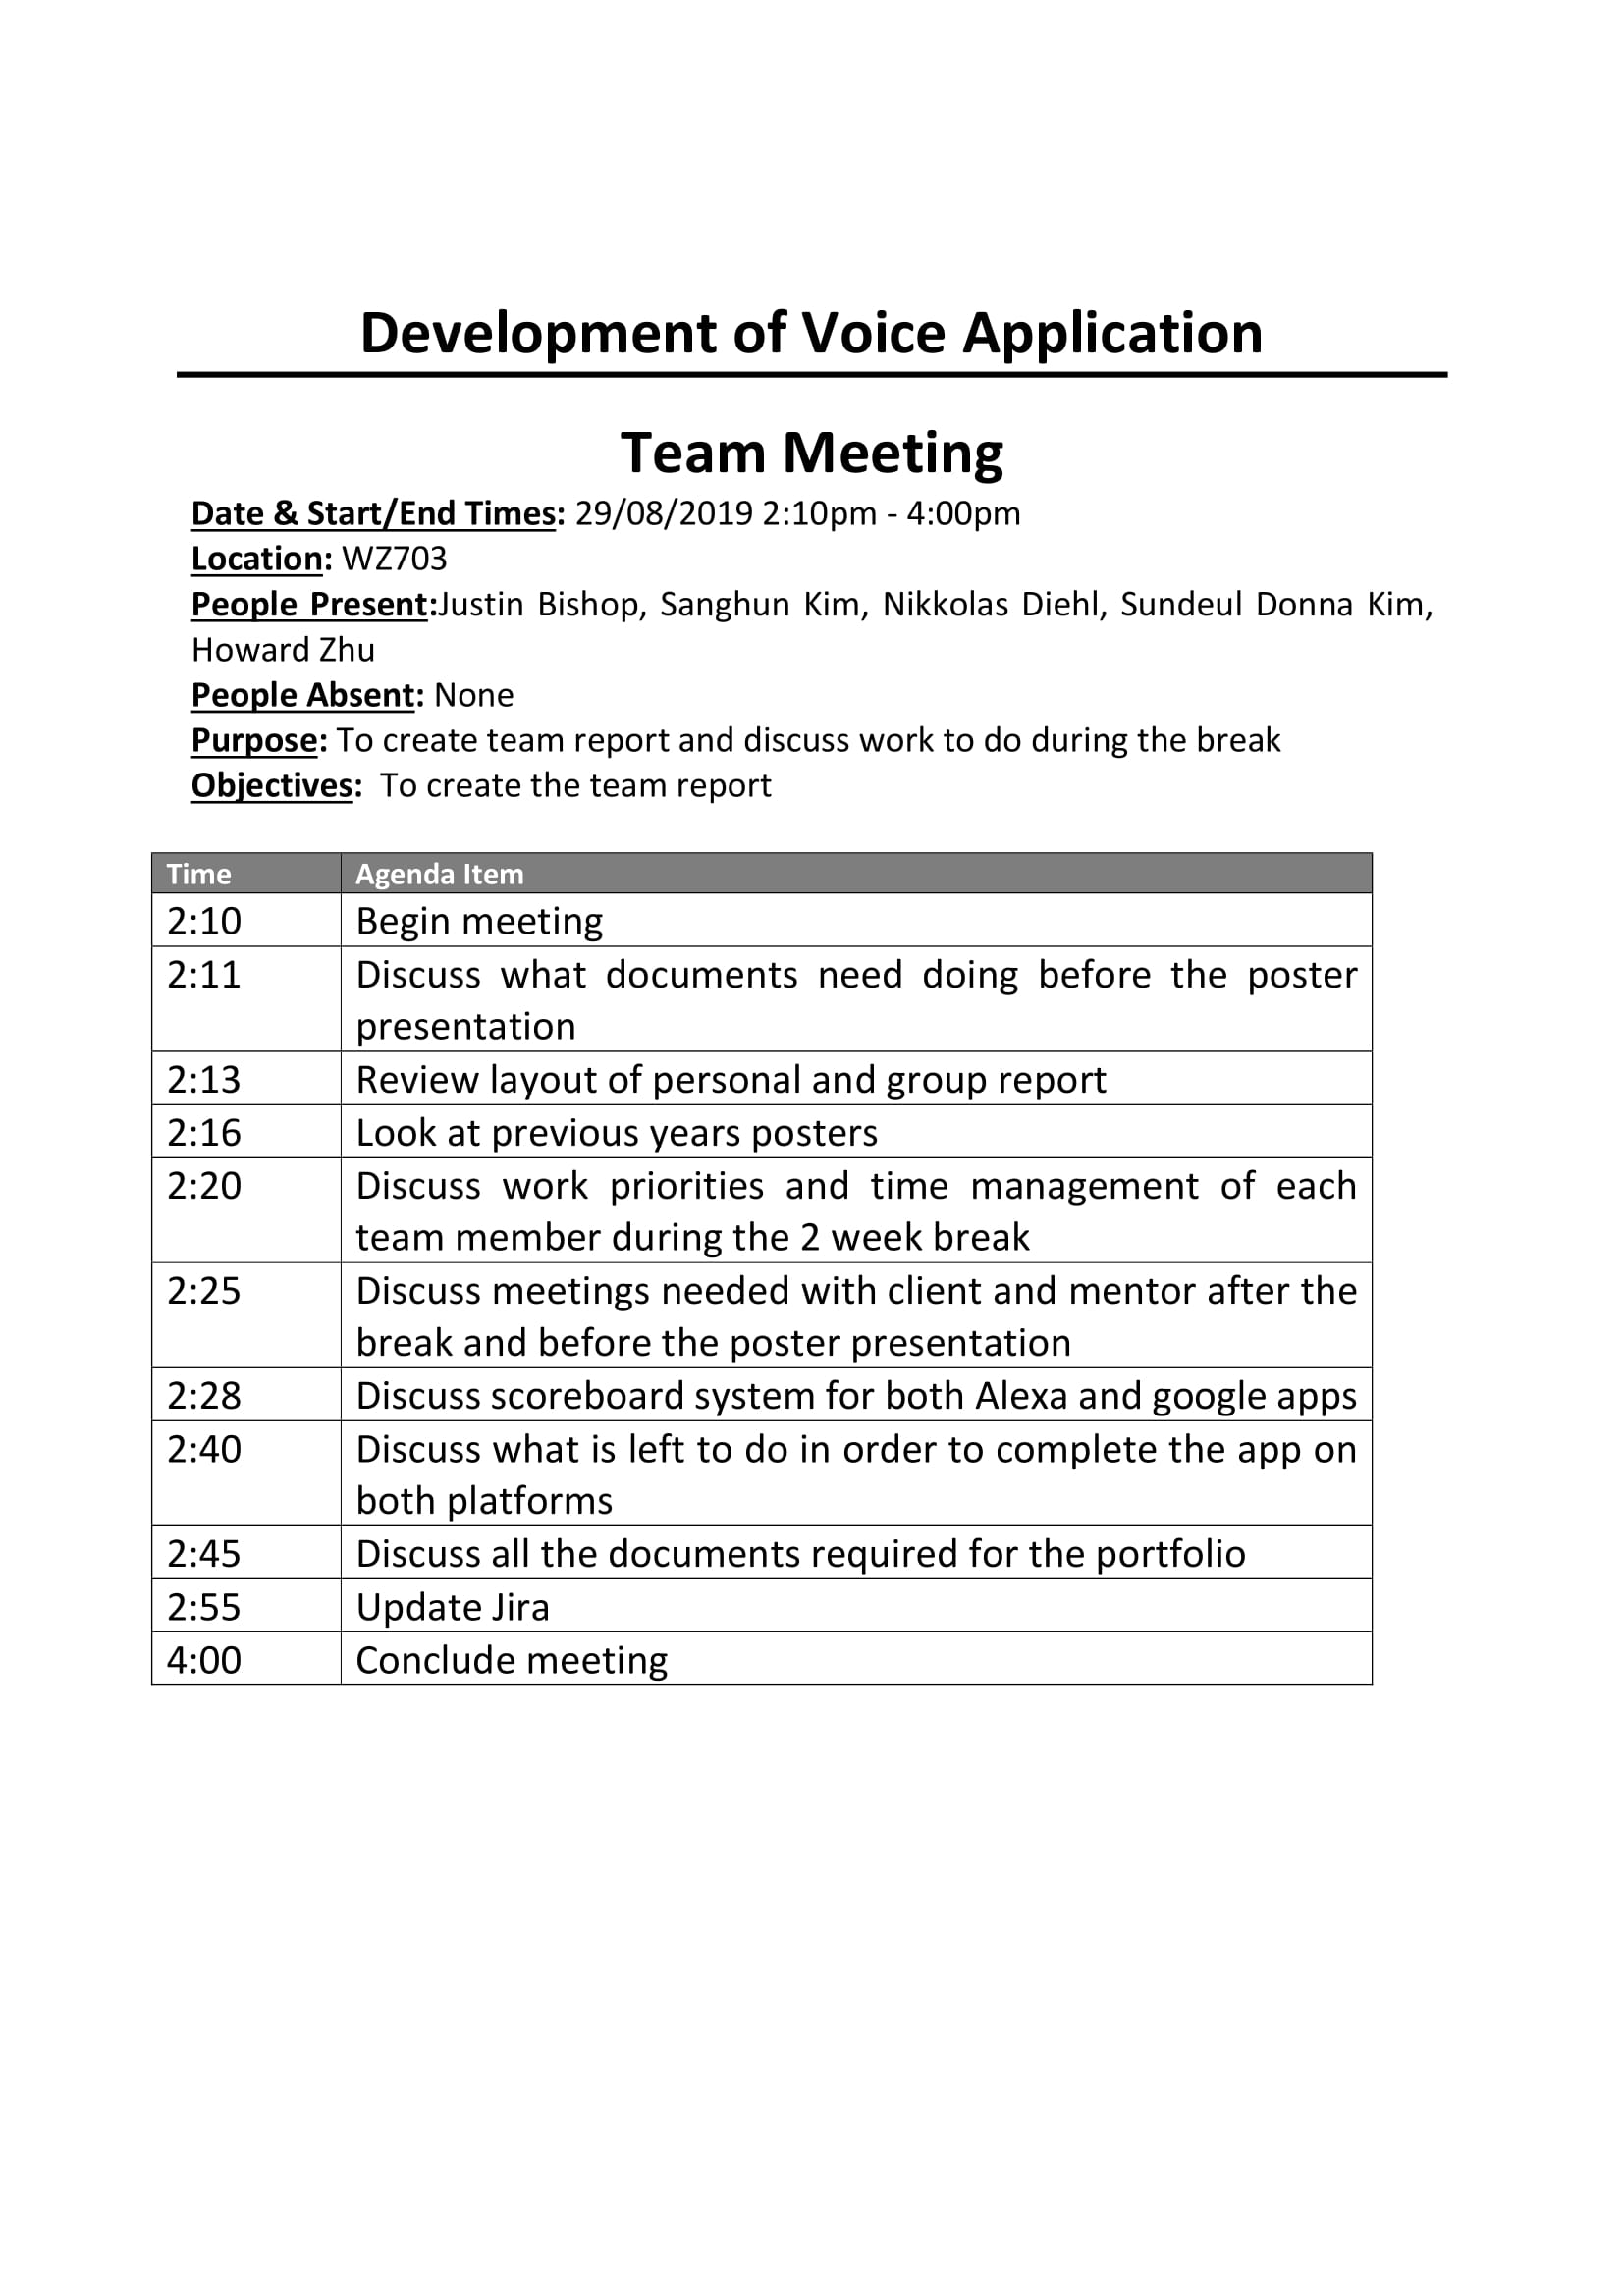 Development of Voice Application
Team Meeting
Date & Start/End Times: 29/08/2019 2:10pm - 4:00pm
Location: WZ703
People Present:Justin Bishop, Sanghun Kim, Nikkolas Diehl, Sundeul Donna Kim,
Howard Zhu
People Absent: None
Purpose: To create team report and discuss work to do during the break
Objectives:  To create the team report
Time Agenda Item
2:10 Begin meeting
2:11 Discuss what documents need doing before the poster
presentation
2:13 Review layout of personal and group report
2:16 Look at previous years posters
2:20 Discuss work priorities and time management of each
team member during the 2 week break
2:25 Discuss meetings needed with client and mentor after the
break and before the poster presentation
2:28 Discuss scoreboard system for both Alexa and google apps
2:40 Discuss what is left to do in order to complete the app on
both platforms
2:45 Discuss all the documents required for the portfolio
2:55 Update Jira
4:00 Conclude meeting